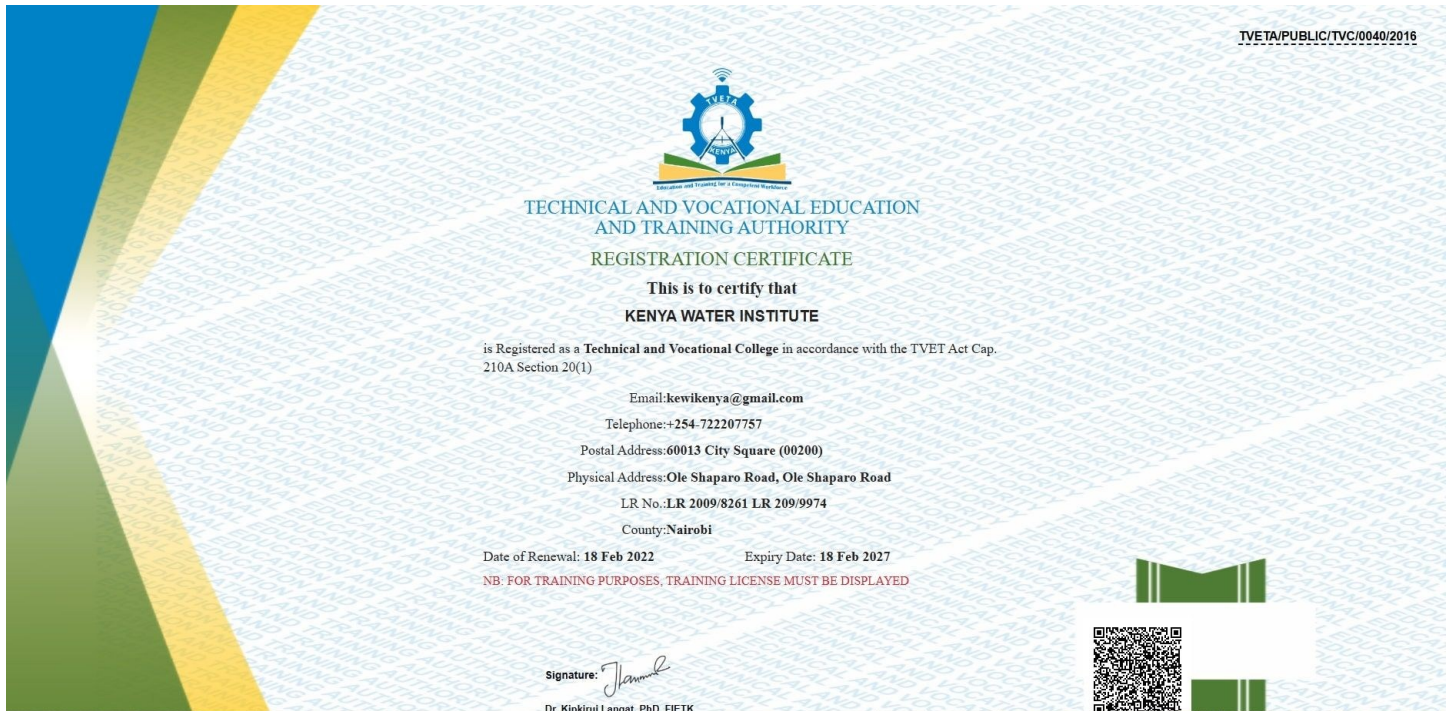 TVETA/PUBLIC/TVC/0040/2016
TVETA
KENYA
Education and Training for a Competent Workforce
TECHNICAL AND VOCATIONAL EDUCATION
AND TRAINING AUTHORITY
REGISTRATION CERTIFICATE
This is to certify that
KENYA WATER INSTITUTE
is Registered as a Technical and Vocational College in accordance with the TVET Act Cap.
210A Section 20(1)
Email:kewikenya@gmail.com
Telephone:+254-722207757
Postal Address:60013 City Square (00200)
Physical Address:Ole Shaparo Road, Ole Shaparo Road
LR No.:LR 2009/8261 LR 209/9974
County:Nairobi
Date of Renewal: 18 Feb 2022 Expiry Date: 18 Feb 2027
NB: FOR TRAINING PURPOSES, TRAINING LICENSE MUST BE DISPLAYED
Signature:
Dr. Kipkirui Langat, PhD, FIETK